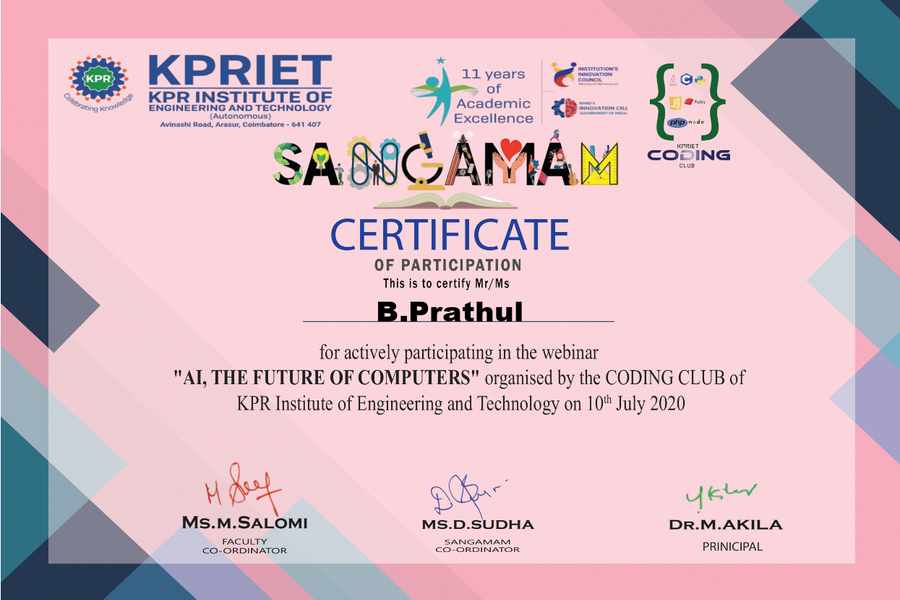 KPR
Celebrating Knowledge
KPRIET
KPR INSTITUTE OF
ENGINEERING AND TECHNOLOGY
(Autonomous)
Avinashi Road, Arasur, Coimbatore - 641 407
11 years
of
Academic
Excellence
INSTITUTION'S
INNOVATION
COUNCIL
INNOVATION CELL
C
Ruby
php node
KPRIET
CODING
CLUB
SANGAMAM
CERTIFICATE
OF PARTICIPATION
This is to certify Mr/Ms
B.Prathul
for actively participating in the webinar
"AI, THE FUTURE OF COMPUTERS" organised by the CODING CLUB of
KPR Institute of Engineering and Technology on 10th July 2020
MS.M.SALOMI
FACULTY
CO-ORDINATOR
MS.D.SUDHA
SANGAMAM
CO-ORDINATOR
DR.M.AKILA
PRINICIPAL